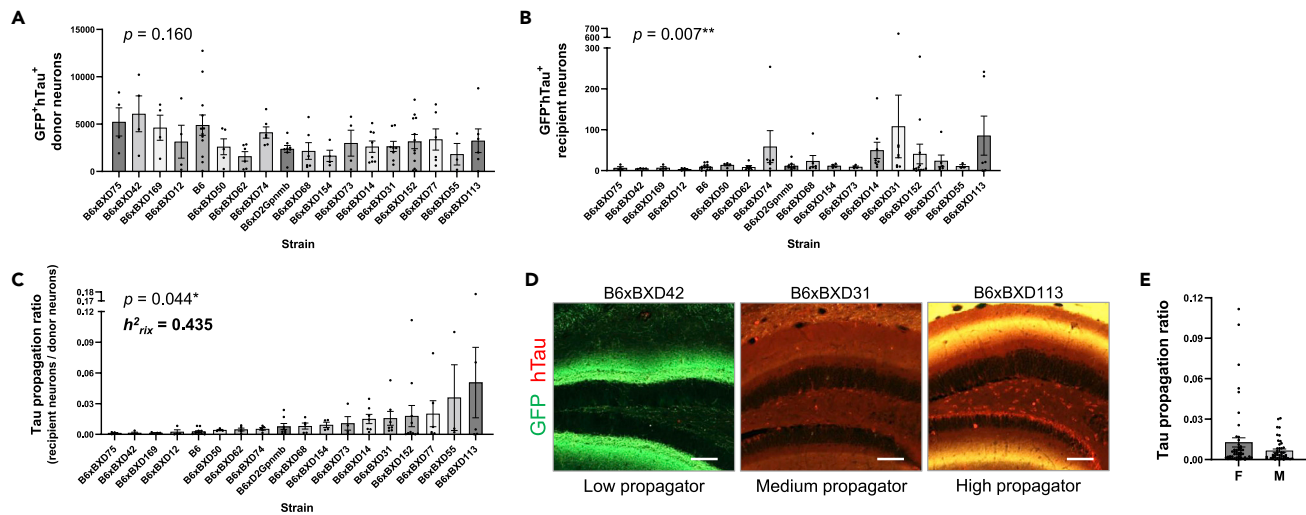 A
p = 0.160
GFP⁺hTau⁺
donor neurons
15000
10000
5000
0
B6xBXD75
B6xBXD42
B6xBXD169
B6xBXD12
B6
B6xBXD50
B6xBXD62
B6xBXD74
B6xD2Gpnmb
B6xBXD68
B6xBXD154
B6xBXD73
B6xBXD14
B6xBXD31
B6xBXD152
B6xBXD77
B6xBXD55
B6xBXD113
Strain
B
p = 0.007**
GFP⁻hTau⁺
recipient neurons
700
600
300
200
100
0
B6xBXD75
B6xBXD42
B6xBXD169
B6xBXD12
B6
B6xBXD50
B6xBXD62
B6xBXD74
B6xD2Gpnmb
B6xBXD68
B6xBXD154
B6xBXD73
B6xBXD14
B6xBXD31
B6xBXD152
B6xBXD77
B6xBXD55
B6xBXD113
Strain
C
p = 0.044*
h²rix = 0.435
Tau propagation ratio
(recipient neurons / donor neurons)
0.18
0.17
0.12
0.09
0.06
0.03
0.00
B6xBXD75
B6xBXD42
B6xBXD169
B6xBXD12
B6
B6xBXD50
B6xBXD62
B6xBXD74
B6xD2Gpnmb
B6xBXD68
B6xBXD154
B6xBXD73
B6xBXD14
B6xBXD31
B6xBXD152
B6xBXD77
B6xBXD55
B6xBXD113
Strain
D
B6xBXD42
B6xBXD31
B6xBXD113
GFP hTau
Low propagator
Medium propagator
High propagator
E
Tau propagation ratio
0.12
0.09
0.06
0.03
0.00
F
M